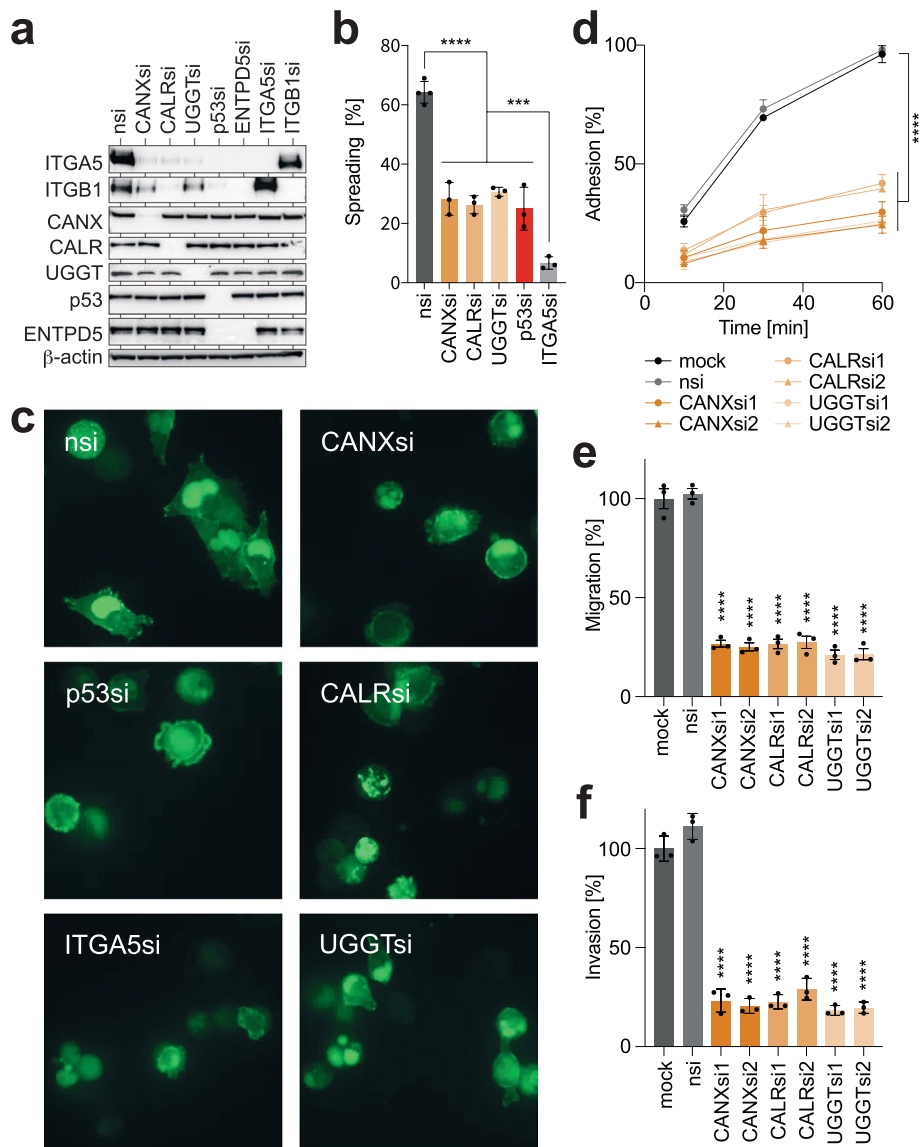 a
nsi
CANXsi
CALRsi
UGGTsi
p53si
ENTPD5si
ITGA5si
ITGB1si
ITGA5
ITGB1
CANX
CALR
UGGT
p53
ENTPD5
β-actin
b
Spreading [%]
80
60
40
20
0
****
***
nsi
CANXsi
CALRsi
UGGTsi
p53si
ITGA5si
d
Adhesion [%]
100
50
0
****
0
20
40
60
Time [min]
mock
nsi
CANXsi1
CANXsi2
CALRsi1
CALRsi2
UGGTsi1
UGGTsi2
c
nsi
CANXsi
p53si
CALRsi
ITGA5si
UGGTsi
e
Migration [%]
100
50
0
****
****
****
****
****
****
mock
nsi
CANXsi1
CANXsi2
CALRsi1
CALRsi2
UGGTsi1
UGGTsi2
f
Invasion [%]
100
50
0
****
****
****
****
****
****
mock
nsi
CANXsi1
CANXsi2
CALRsi1
CALRsi2
UGGTsi1
UGGTsi2